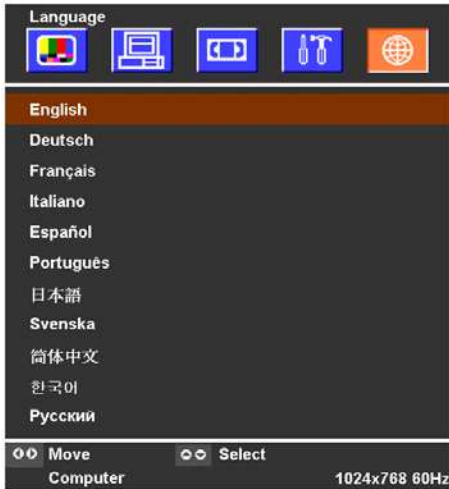 Language
English
Deutsch
Français
Italiano
Español
Português
日本語
Svenska
简体中文
한국어
Русский
Move Select
Computer 1024x768 60Hz